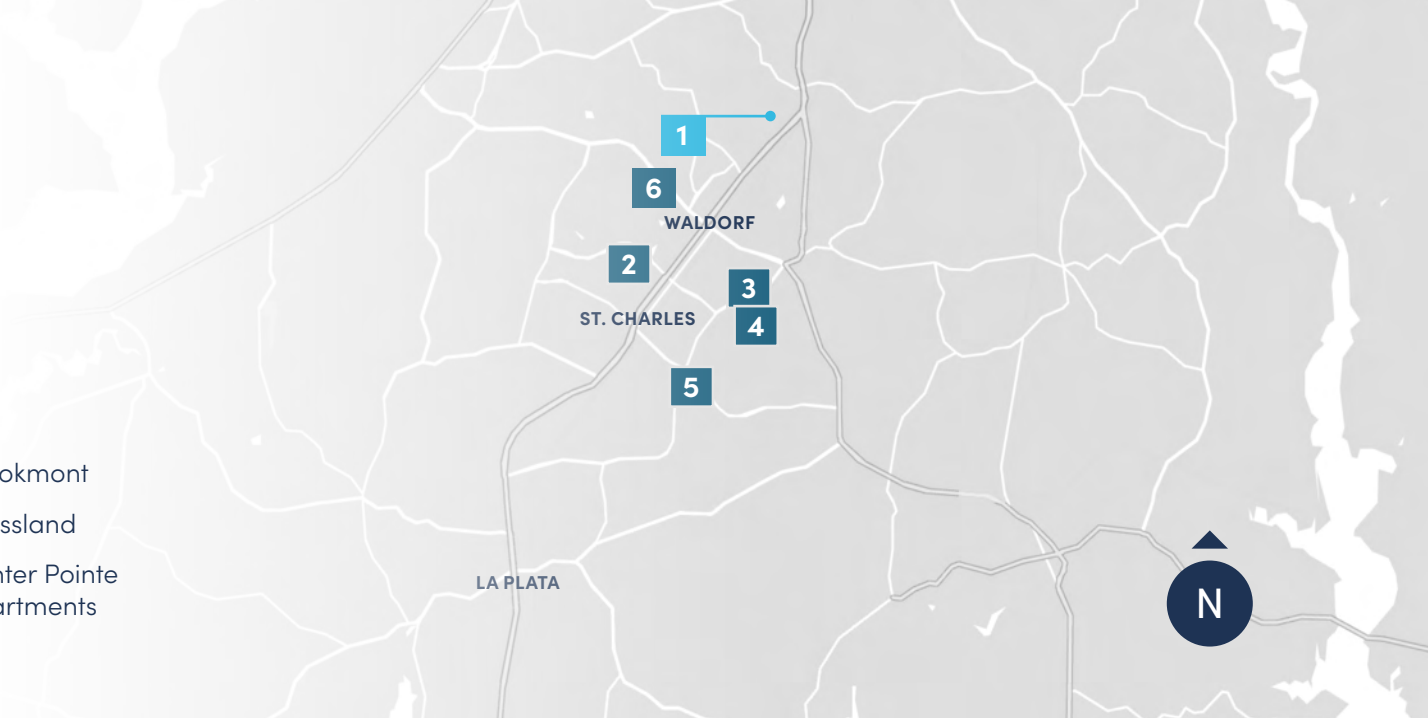 1
6
WALDORF
2
3
ST. CHARLES
4
5
okmont
ssland
nter Pointe
LA PLATA
artments
N